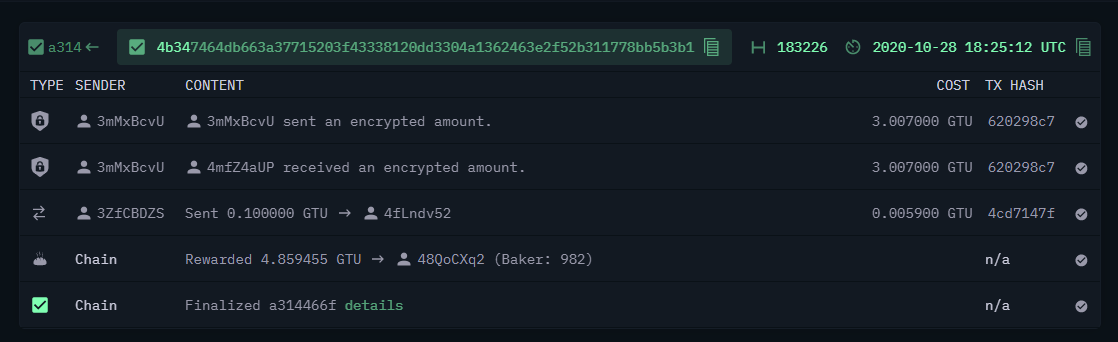 a314 ← 4b347464db663a37715203f43338120dd3304a1362463e2f52b311778bb5b3b1 183226 2020-10-28 18:25:12 UTC
TYPE SENDER CONTENT COST TX HASH
3mMxBcvU 3mMxBcvU sent an encrypted amount. 3.007000 GTU 620298c7
3mMxBcvU 4mfZ4aUP received an encrypted amount. 3.007000 GTU 620298c7
3ZfCBDZS Sent 0.100000 GTU → 4fLndv52 0.005900 GTU 4cd7147f
Chain Rewarded 4.859455 GTU → 48QoCXq2 (Baker: 982) n/a
Chain Finalized a314466f details n/a